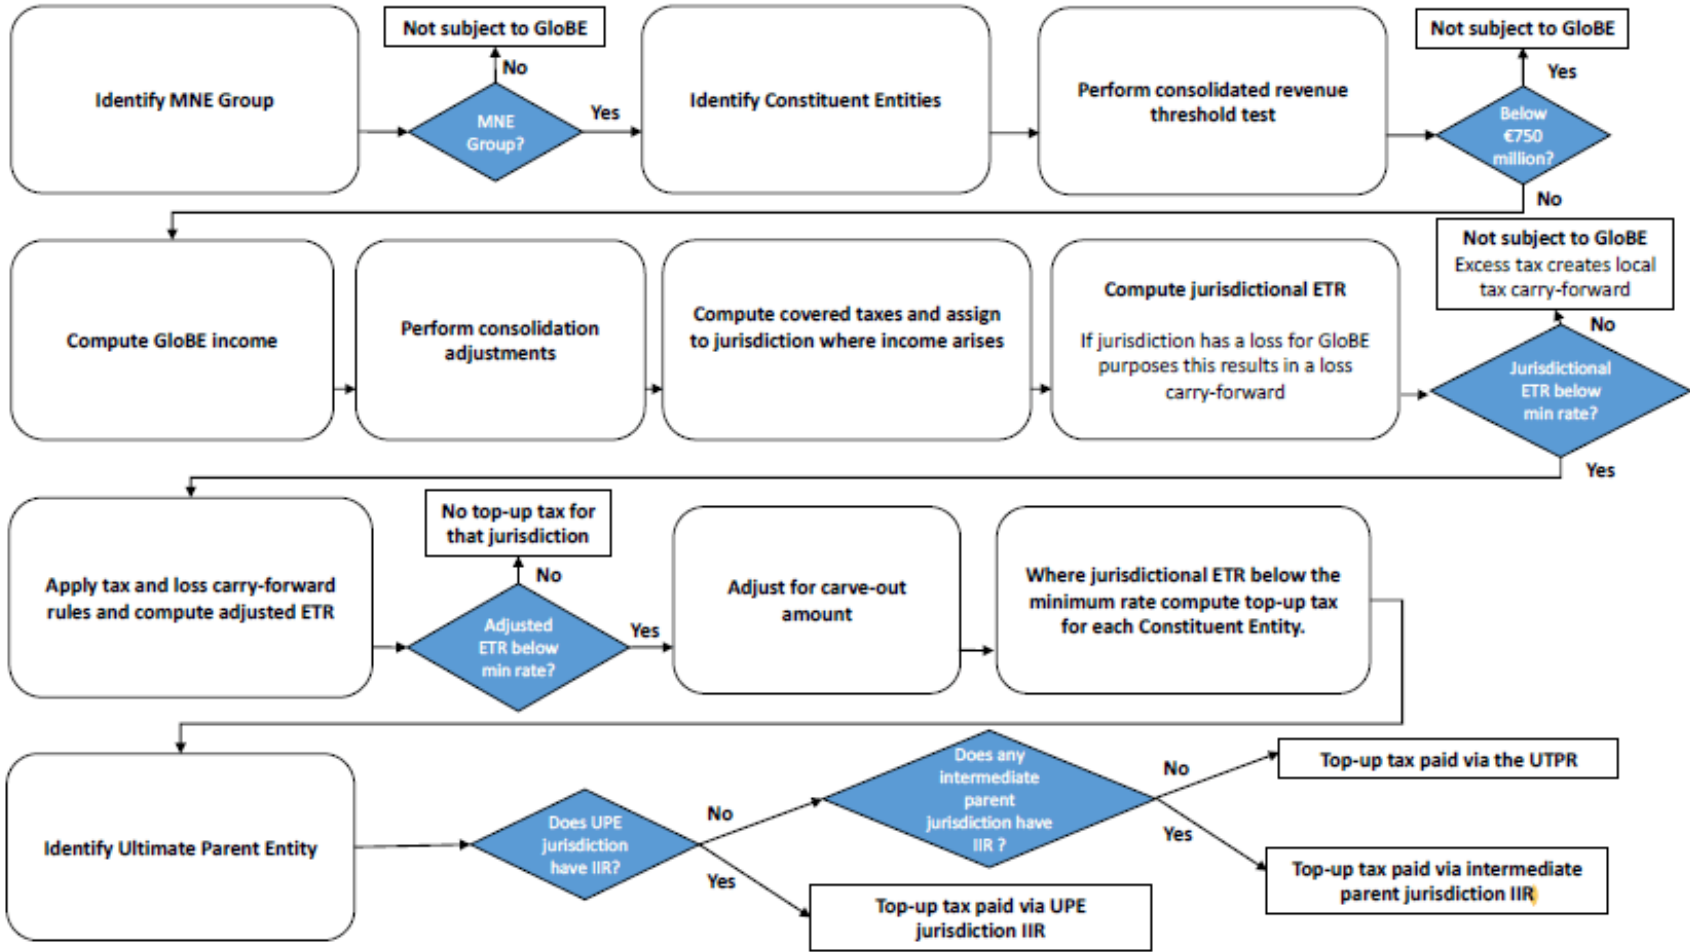 Not subject to GloBE
Not subject to GloBE
No
Yes
Identify MNE Group
MNE
Group?
Yes
Identify Constituent Entities
Perform consolidated revenue
threshold test
Below
€750
million?
No
Not subject to GloBE
Excess tax creates local
tax carry-forward
No
Compute GloBE income
Perform consolidation
adjustments
Compute covered taxes and assign
to jurisdiction where income arises
Compute jurisdictional ETR
If jurisdiction has a loss for GloBE
purposes this results in a loss
carry-forward
Jurisdictional
ETR below
min rate?
Yes
No top-up tax for
that jurisdiction
No
Apply tax and loss carry-forward
rules and compute adjusted ETR
Adjusted
ETR below
min rate?
Yes
Adjust for carve-out
amount
Where jurisdictional ETR below the
minimum rate compute top-up tax
for each Constituent Entity.
Identify Ultimate Parent Entity
Does UPE
jurisdiction
have IIR?
No
Yes
Does any
intermediate
parent
jurisdiction have
IIR ?
No
Yes
Top-up tax paid via the UTPR
Top-up tax paid via intermediate
parent jurisdiction IIR)
Top-up tax paid via UPE
jurisdiction IIR